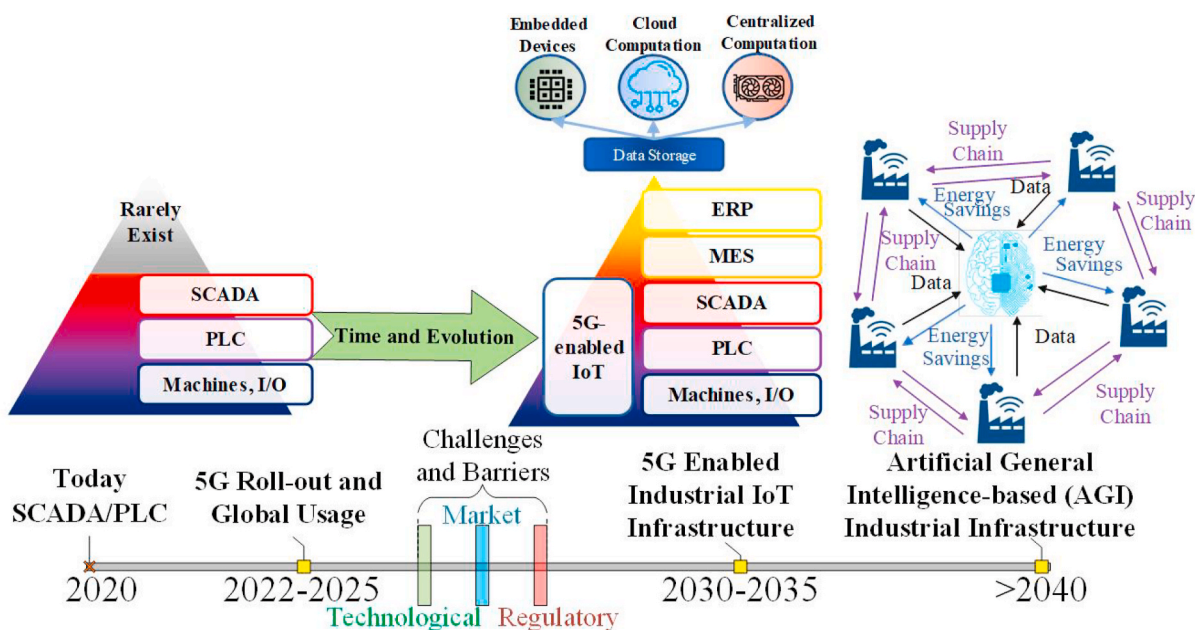 Embedded
Devices
Cloud
Computation
Centralized
Computation
Data Storage
Rarely
Exist
SCADA
PLC
Machines, I/O
Time and Evolution
5G-
enabled
IoT
ERP
MES
SCADA
PLC
Machines, I/O
Supply
Chain
Data
Energy
Savings
Supply
Chain
Supply
Chain
Energy
Savings
Data
Energy
Savings
Data
Supply
Chain
Supply
Chain
Challenges
and Barriers
Market
Technological
Regulatory
Today
SCADA/PLC
5G Roll-out and
Global Usage
5G Enabled
Industrial IoT
Infrastructure
Artificial General
Intelligence-based (AGI)
Industrial Infrastructure
2020
2022-2025
2030-2035
>2040